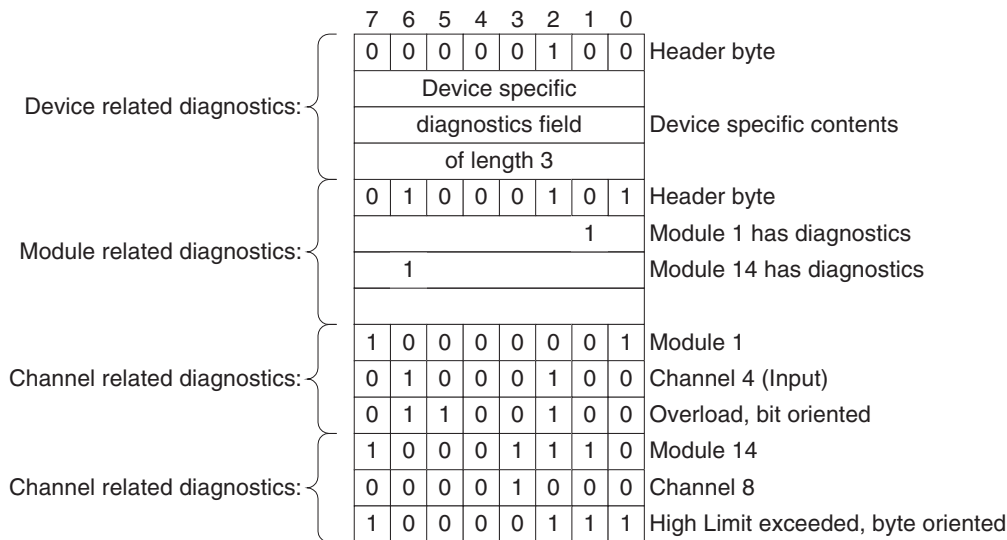 7 6 5 4 3 2 1 0
0 0 0 0 0 1 0 0 Header byte
Device specific
Device related diagnostics: diagnostics field Device specific contents
of length 3
0 1 0 0 0 1 0 1 Header byte
1 Module 1 has diagnostics
Module related diagnostics:
1 Module 14 has diagnostics
1 0 0 0 0 0 0 1 Module 1
Channel related diagnostics: 0 1 0 0 0 1 0 0 Channel 4 (Input)
0 1 1 0 0 1 0 0 Overload, bit oriented
1 0 0 0 1 1 1 0 Module 14
Channel related diagnostics: 0 0 0 0 1 0 0 0 Channel 8
1 0 0 0 0 1 1 1 High Limit exceeded, byte oriented